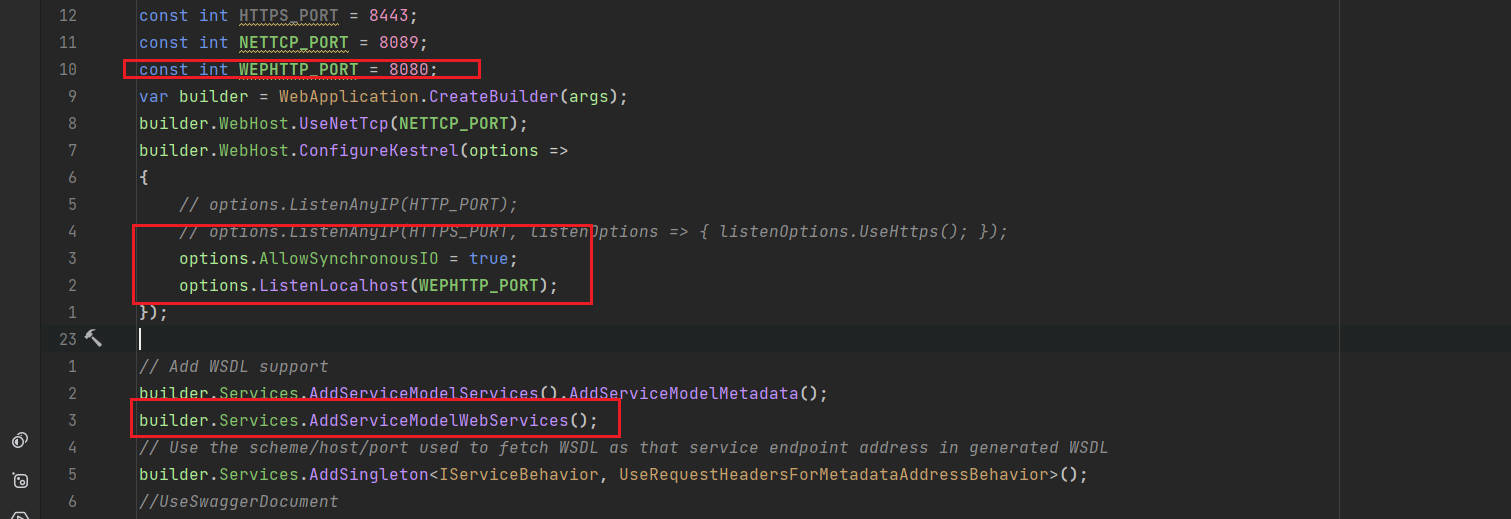 12 const int HTTPS_PORT = 8443;
11 const int NETTCP_PORT = 8089;
10 const int WEPHTTP_PORT = 8080;
9 var builder = WebApplication.CreateBuilder(args);
8 builder.WebHost.UseNetTcp(NETTCP_PORT);
7 builder.WebHost.ConfigureKestrel(options =>
6 {
5 // options.ListenAnyIP(HTTP_PORT);
4 // options.ListenAnyIP(HTTPS_PORT, listenOptions => { listenOptions.UseHttps(); });
3 options.AllowSynchronousIO = true;
2 options.ListenLocalhost(WEPHTTP_PORT);
1 });
23
1 // Add WSDL support
2 builder.Services.AddServiceModelServices().AddServiceModelMetadata();
3 builder.Services.AddServiceModelWebServices();
4 // Use the scheme/host/port used to fetch WSDL as that service endpoint address in generated WSDL
5 builder.Services.AddSingleton<IServiceBehavior, UseRequestHeadersForMetadataAddressBehavior>();
6 //UseSwaggerDocument